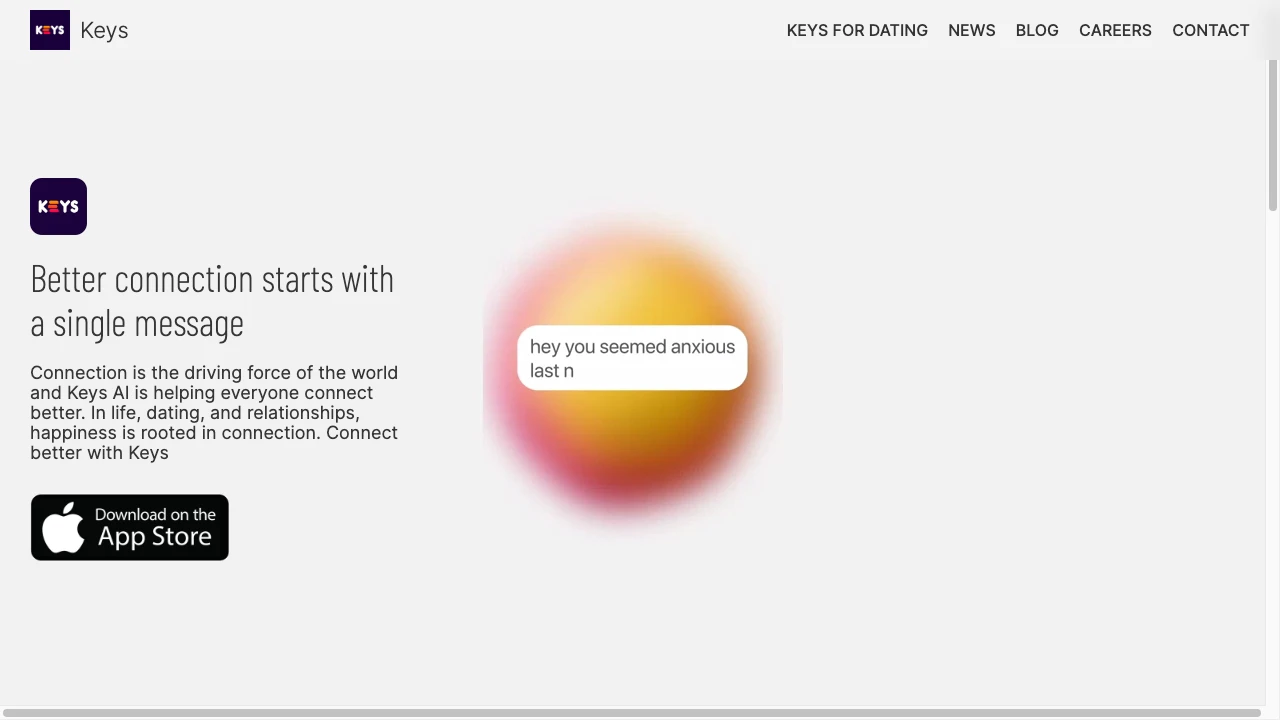 KEYS
Keys
KEYS FOR DATING
NEWS
BLOG
CAREERS
CONTACT
KEYS
Better connection starts with
a single message
Connection is the driving force of the world
and Keys AI is helping everyone connect
better. In life, dating, and relationships,
happiness is rooted in connection. Connect
better with Keys
Download on the
App Store
hey you seemed anxious
last n